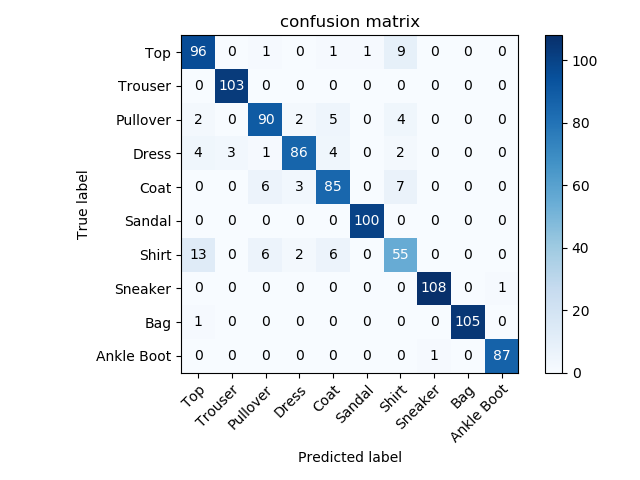 confusion matrix
Top 96 0 1 0 1 1 9 0 0 0
Trouser 0 103 0 0 0 0 0 0 0 0
Pullover 2 0 90 2 5 0 4 0 0 0
Dress 4 3 1 86 4 0 2 0 0 0
Coat 0 0 6 3 85 0 7 0 0 0
Sandal 0 0 0 0 0 100 0 0 0 0
Shirt 13 0 6 2 6 0 55 0 0 0
Sneaker 0 0 0 0 0 0 0 108 0 1
Bag 1 0 0 0 0 0 0 0 105 0
Ankle Boot 0 0 0 0 0 0 0 1 0 87
Top Trouser Pullover Dress Coat Sandal Shirt Sneaker Bag Ankle Boot
Predicted label
True label
100
80
60
40
20
0